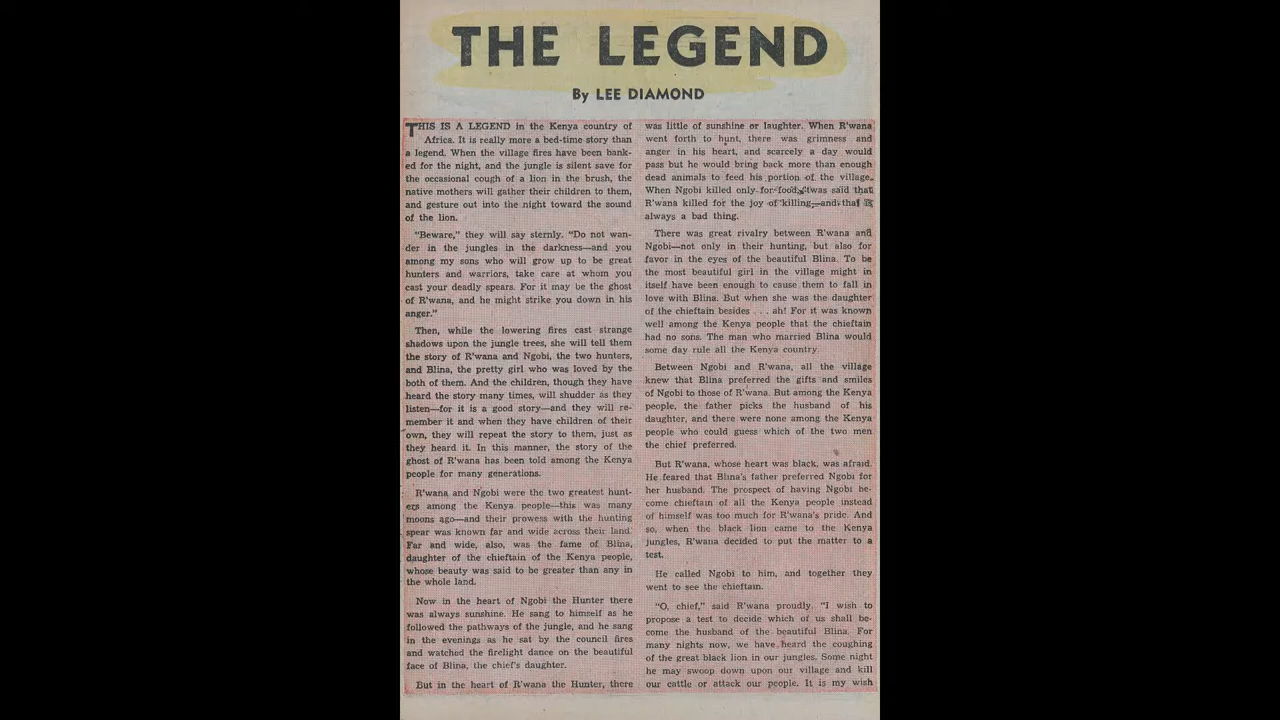 THE LEGEND
By LEE DIAMOND
THIS IS A LEGEND in the Kenya country of
Africa. It is really more a bed-time story than
a legend. When the village fires have been bank-
ed for the night, and the jungle is silent save for
the occasional cough of a lion in the brush, the
native mothers will gather their children to them,
and gesture out into the night toward the sound
of the lion.
"Beware," they will say sternly. "Do not wan-
der in the jungles in the darkness—and you
among my sons who will grow up to be great
hunters and warriors, take care at whom you
cast your deadly spears. For it may be the ghost
of R'wana, and he might strike you down in his
anger."
Then, while the lowering fires cast strange
shadows upon the jungle trees, she will tell them
the story of R'wana and Ngobi, the two hunters,
and Blina, the pretty girl who was loved by the
both of them. And the children, though they have
heard the story many times, will shudder as they
listen—for it is a good story—and they will re-
member it and when they have children of their
own, they will repeat the story to them, just as
they heard it. In this manner, the story of the
ghost of R'wana has been told among the Kenya
people for many generations.
R'wana and Ngobi were the two greatest hunt-
ers among the Kenya people—this was many
moons ago—and their prowess with the hunting
spear was known far and wide across their land.
Far and wide, also, was the fame of Blina,
daughter of the chieftain of the Kenya people,
whose beauty was said to be greater than any in
the whole land.
Now in the heart of Ngobi the Hunter there
was always sunshine. He sang to himself as he
followed the pathways of the jungle, and he sang
in the evenings as he sat by the council fires
and watched the firelight dance on the beautiful
face of Blina, the chief's daughter.
But in the heart of R'wana the Hunter, there
was little of sunshine or laughter. When R'wana
went forth to hunt, there was grimness and
anger in his heart, and scarcely a day would
pass but he would bring back more than enough
dead animals to feed his portion of the village.
When Ngobi killed only for food, 'twas said that
R'wana killed for the joy of killing—and that is
always a bad thing.
There was great rivalry between R'wana and
Ngobi—not only in their hunting, but also for
favor in the eyes of the beautiful Blina. To be
the most beautiful girl in the village might in
itself have been enough to cause them to fall in
love with Blina. But when she was the daughter
of the chieftain besides . . . ah! For it was known
well among the Kenya people that the chieftain
had no sons. The man who married Blina would
some day rule all the Kenya country.
Between Ngobi and R'wana, all the village
knew that Blina preferred the gifts and smiles
of Ngobi to those of R'wana. But among the Kenya
people, the father picks the husband of his
daughter, and there were none among the Kenya
people who could guess which of the two men
the chief preferred.
But R'wana, whose heart was black, was afraid.
He feared that Blina's father preferred Ngobi for
her husband. The prospect of having Ngobi be-
come chieftain of all the Kenya people instead
of himself was too much for R'wana's pride. And
so, when the black lion came to the Kenya
jungles, R'wana decided to put the matter to a
test.
He called Ngobi to him, and together they
went to see the chieftain.
"O, chief," said R'wana proudly. "I wish to
propose a test to decide which of us shall be-
come the husband of the beautiful Blina. For
many nights now, we have heard the coughing
of the great black lion in our jungles. Some night
he may swoop down upon our village and kill
our cattle or attack our people. It is my wish